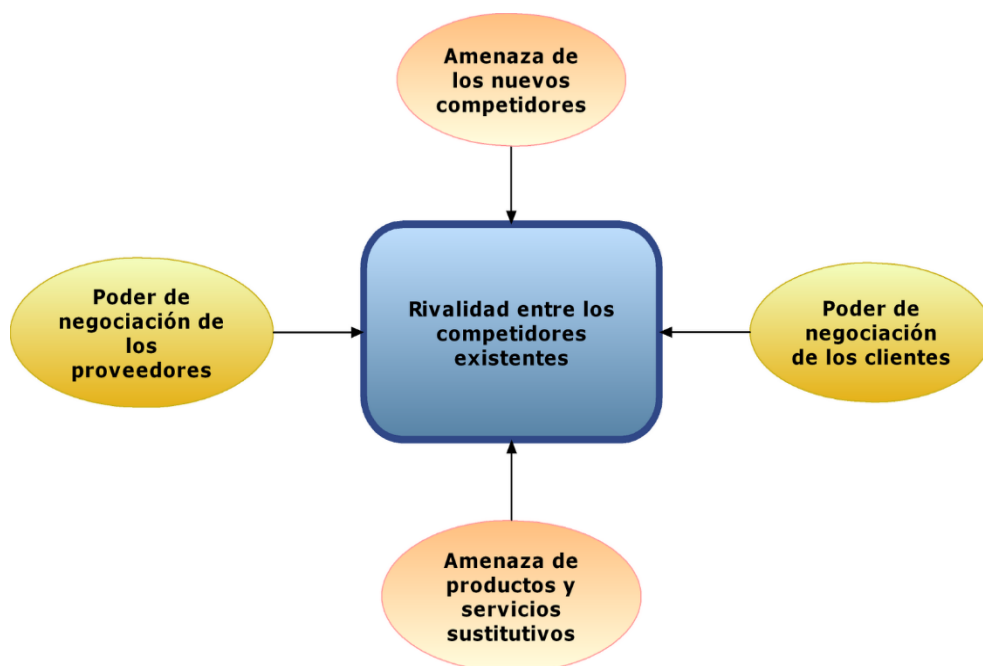 Amenaza de
los nuevos
competidores
Poder de
negociación de
los
proveedores
Rivalidad entre los
competidores
existentes
Poder de
negociación
de los clientes
Amenaza de
productos y
servicios
sustitutivos